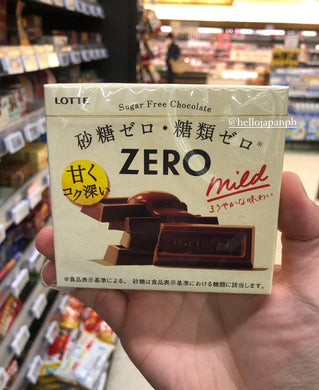 LOTTE
Sugar Free Chocolate
@hellojapanph
砂糖ゼロ・糖類ゼロ※
ZERO
甘く
コク深い
mild
まろやかな味わい
LOTTE
※食品表示基準による。 砂糖は食品表示基準における糖類に該当します。